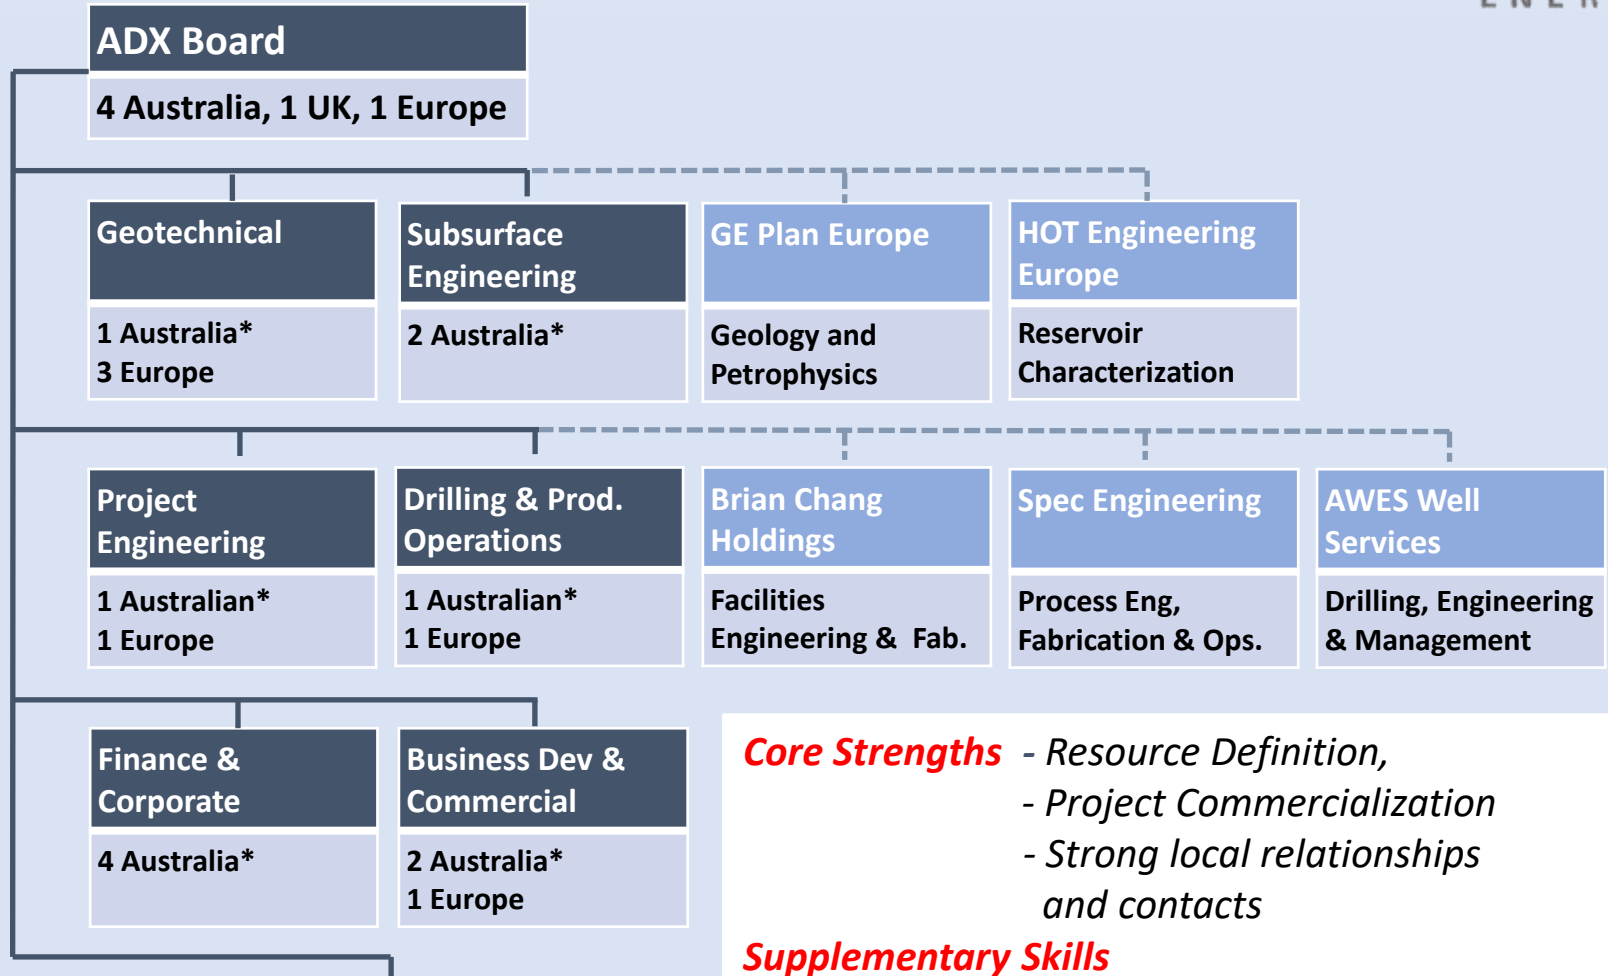 ADX Board
4 Australia, 1 UK, 1 Europe
Geotechnical
1 Australia*
3 Europe
Subsurface
Engineering
2 Australia*
GE Plan Europe
Geology and
Petrophysics
HOT Engineering
Europe
Reservoir
Characterization
Project
Engineering
1 Australian*
1 Europe
Drilling & Prod.
Operations
1 Australian*
1 Europe
Brian Chang
Holdings
Facilities
Engineering & Fab.
Spec Engineering
Process Eng,
Fabrication & Ops.
AWES Well
Services
Drilling, Engineering
& Management
Finance &
Corporate
4 Australia*
Business Dev &
Commercial
2 Australia*
1 Europe
Core Strengths - Resource Definition,
- Project Commercialization
- Strong local relationships
and contacts
Supplementary Skills